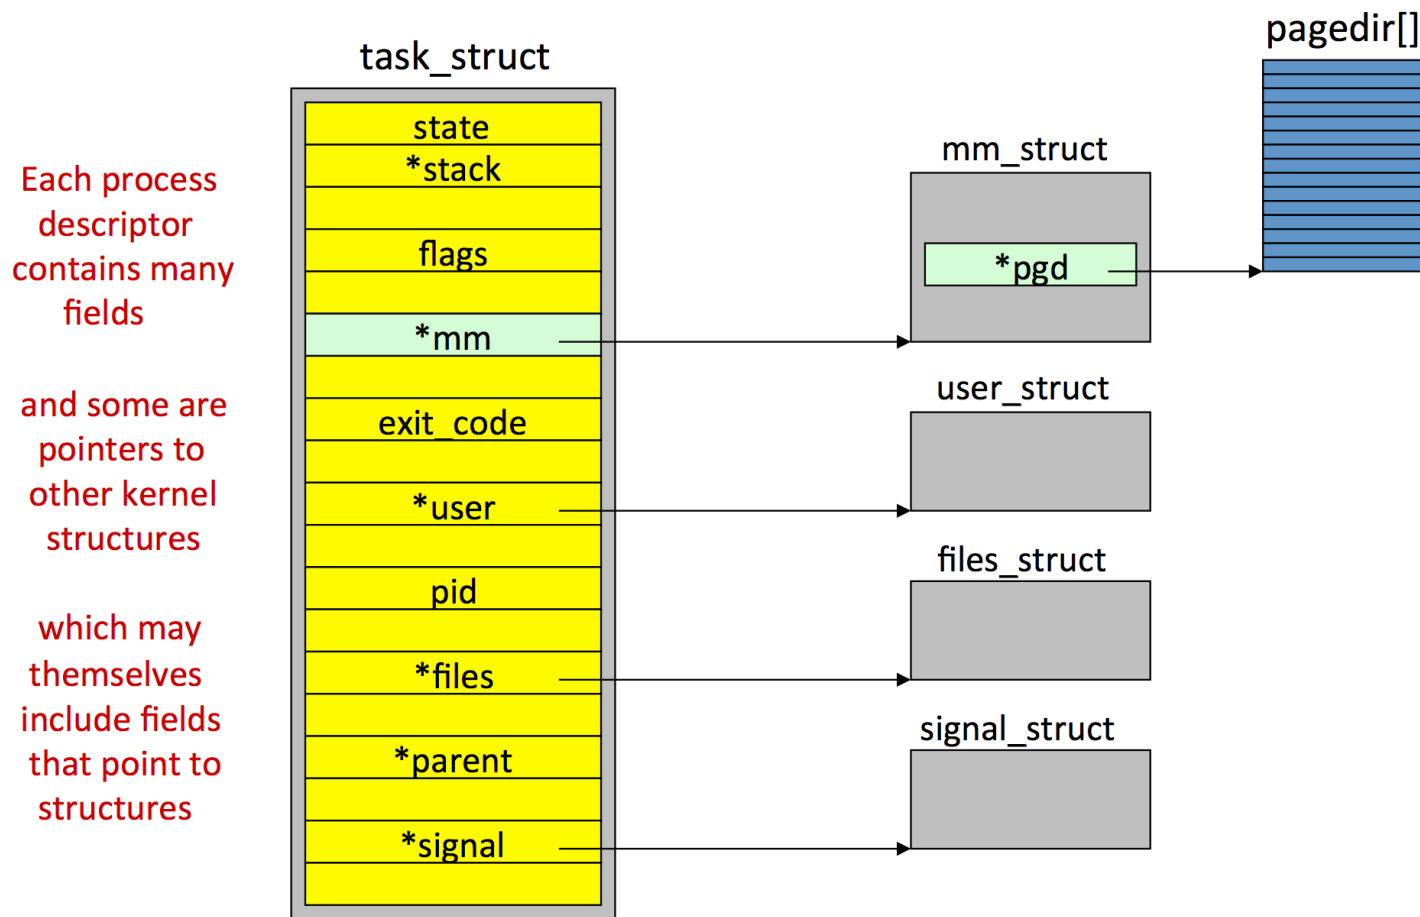 pagedir[]
task_struct
state
*stack
flags
*mm
exit_code
*user
pid
*files
*parent
*signal
Each process
descriptor
contains many
fields
and some are
pointers to
other kernel
structures
which may
themselves
include fields
that point to
structures
mm_struct
*pgd
user_struct
files_struct
signal_struct